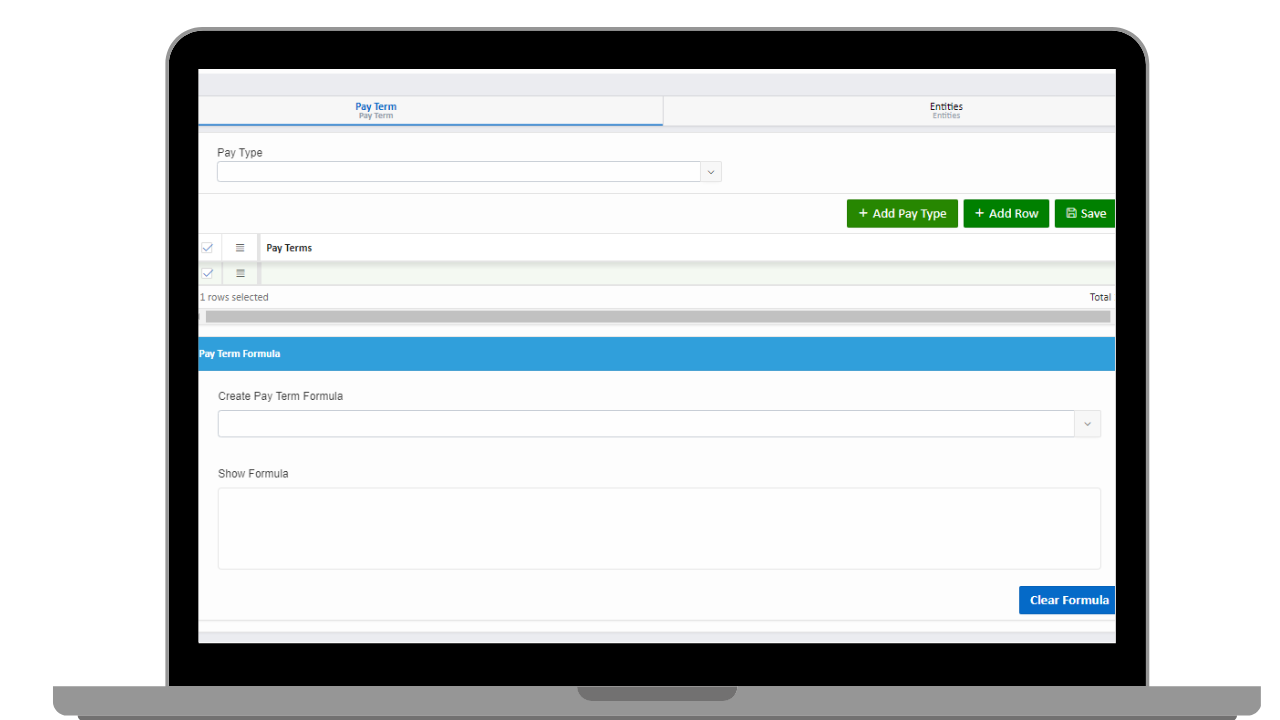 Pay Term
Pay Term
Entities
Entities
Pay Type
+ Add Pay Type
+ Add Row
Save
Pay Terms
1 rows selected
Total
Pay Term Formula
Create Pay Term Formula
Show Formula
Clear Formula